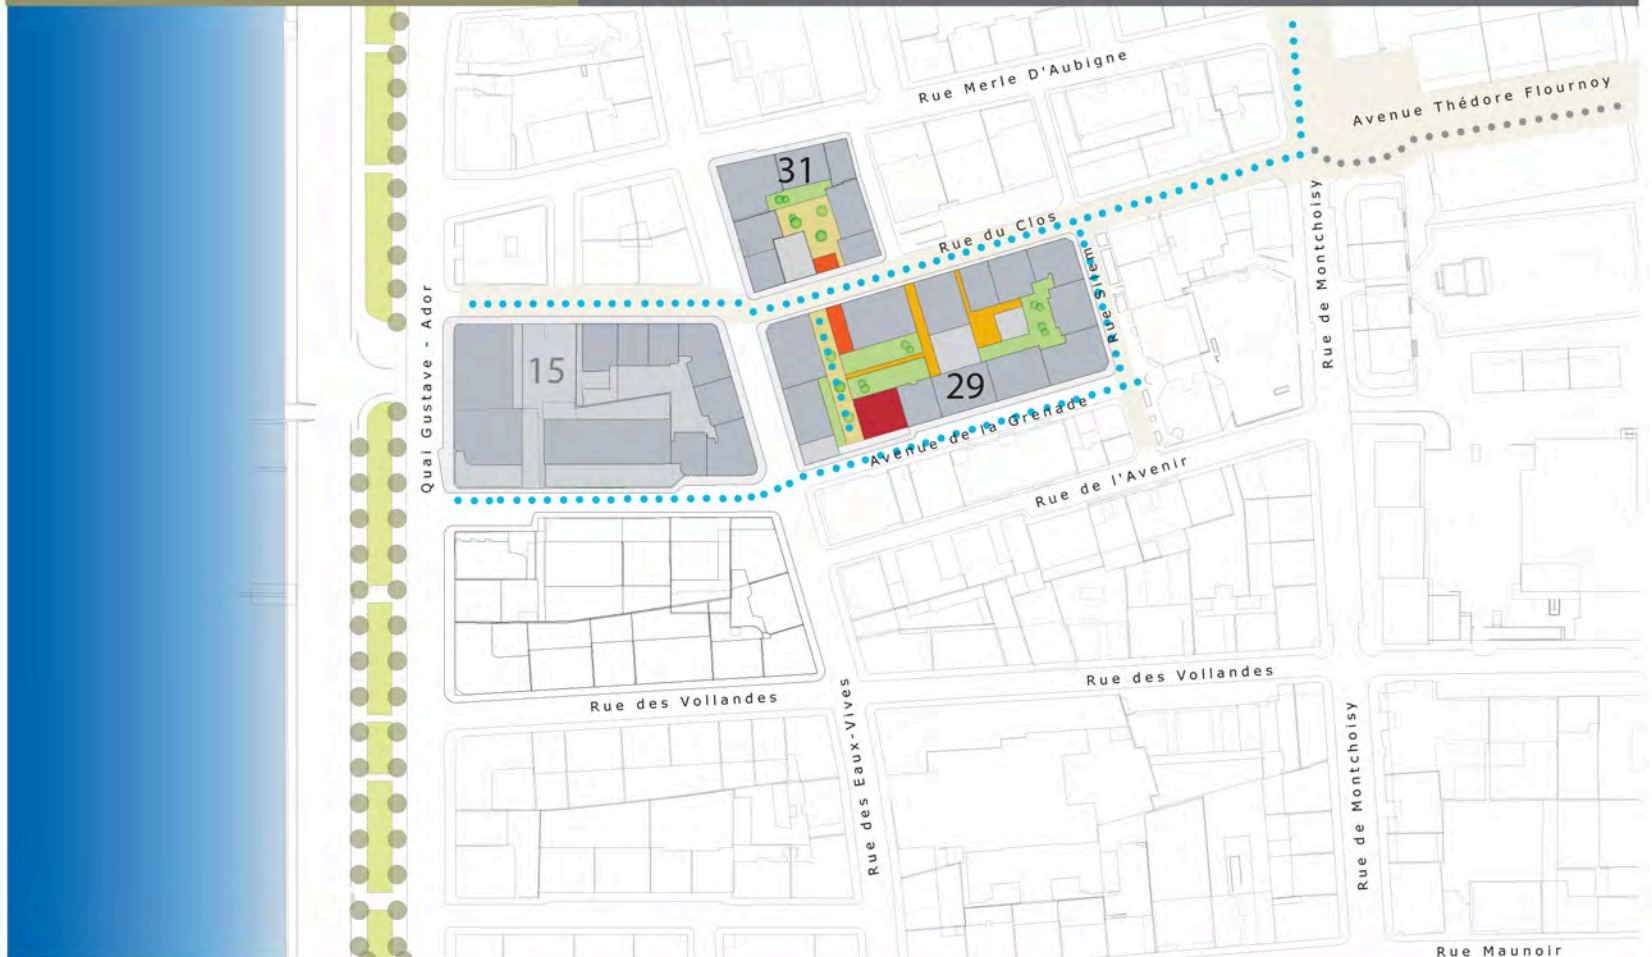 Rue Merle D'Aubigne
Avenue Thédore Flournoy
31
Rue du Clos
Rue Sillem
Rue de Montchoisy
Quai Gustave - Ador
15
29
Avenue de la Grenade
Rue de l'Avenir
Rue des Vollandes
Rue des Vollandes
Rue des Eaux-Vives
Rue de Montchoisy
Rue Maunoir